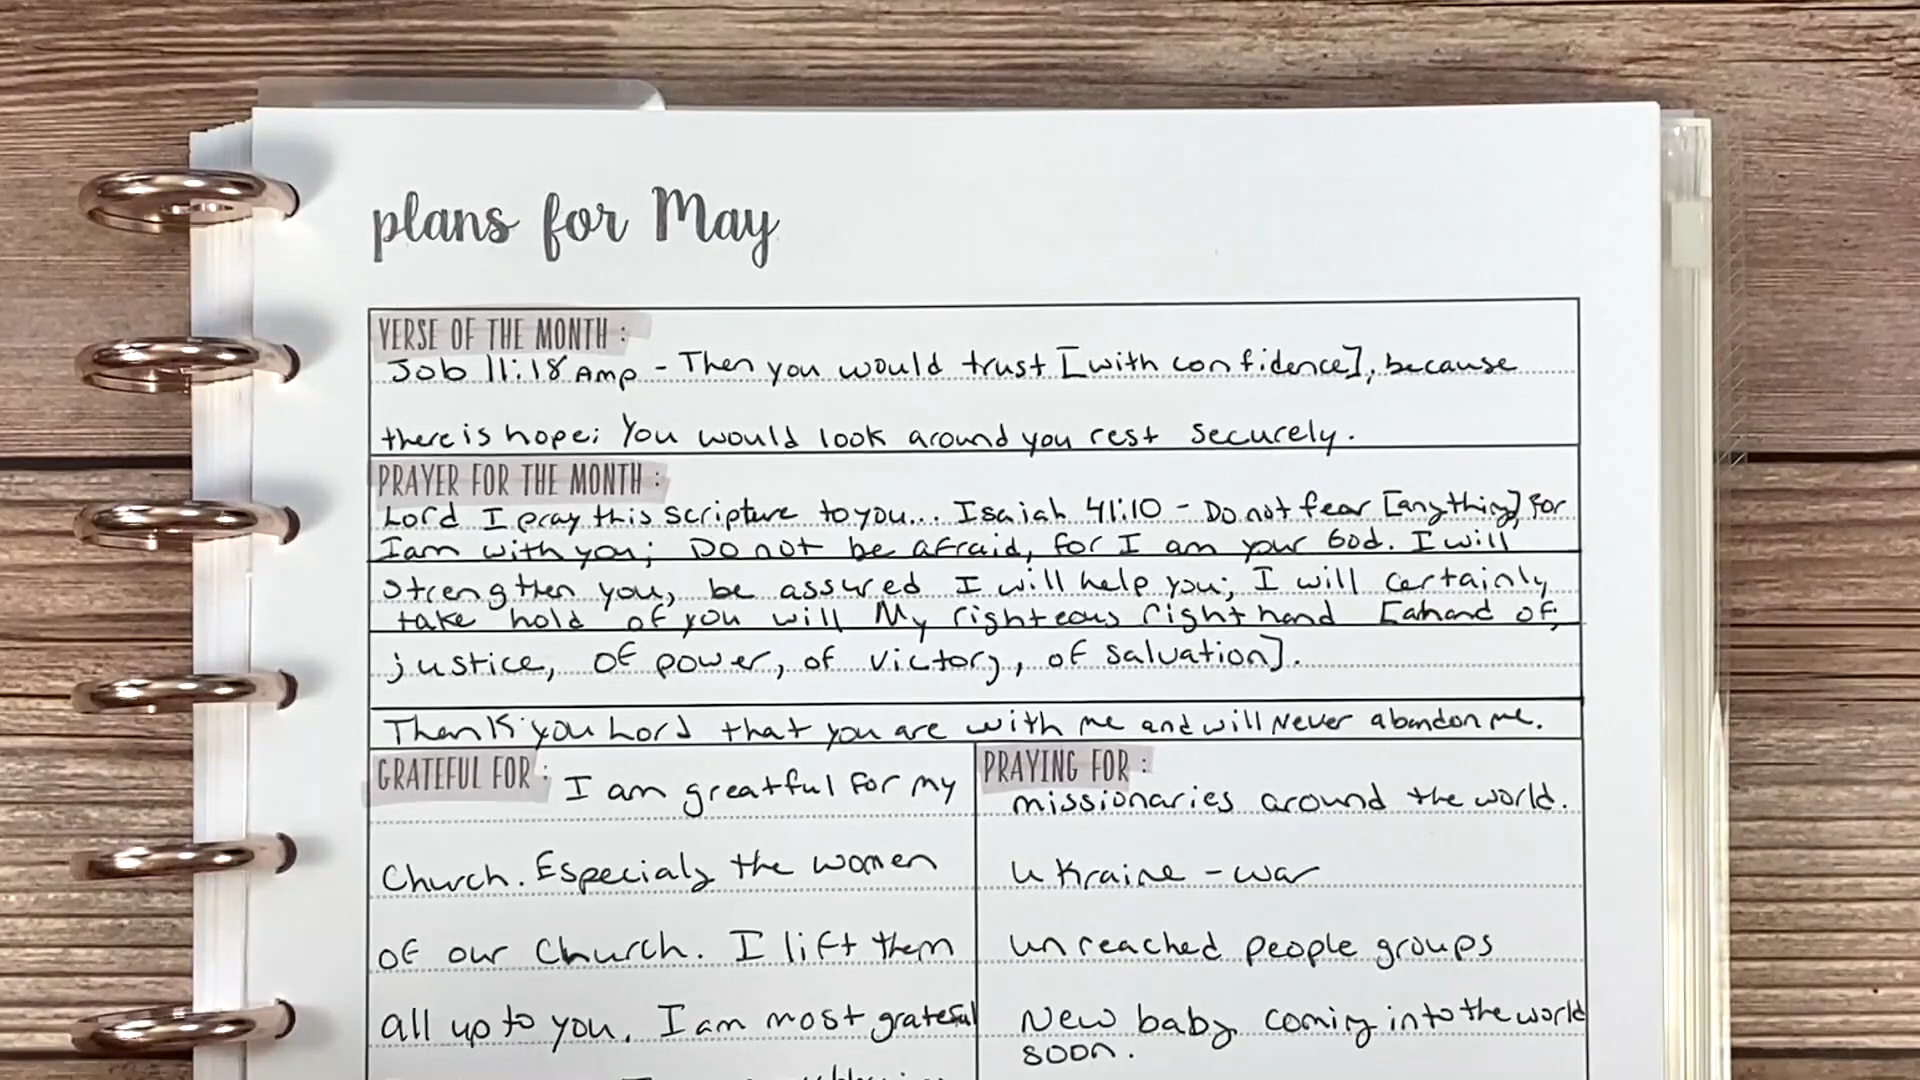 plans for May
VERSE OF THE MONTH :
Job 11:18 AMP - Then you would trust [with confidence], because
there is hope; You would look around you rest securely.
PRAYER FOR THE MONTH :
Lord I pray this scripture to you... Isaiah 41:10 - Do not fear [anything], for
I am with you; Do not be afraid, for I am your God. I will
strengthen you, be assured I will help you; I will certainly
take hold of you will My righteous right hand [a hand of
justice, of power, of victory, of salvation].
Thank you Lord that you are with me and will Never abandon me.
GRATEFUL FOR : I am greatful for my
Church. Especialy the women
of our Church. I lift them
all up to you. I am most grateful
PRAYING FOR :
missionaries around the world.
Ukraine - war
unreached people groups
New baby coming into the world
soon.